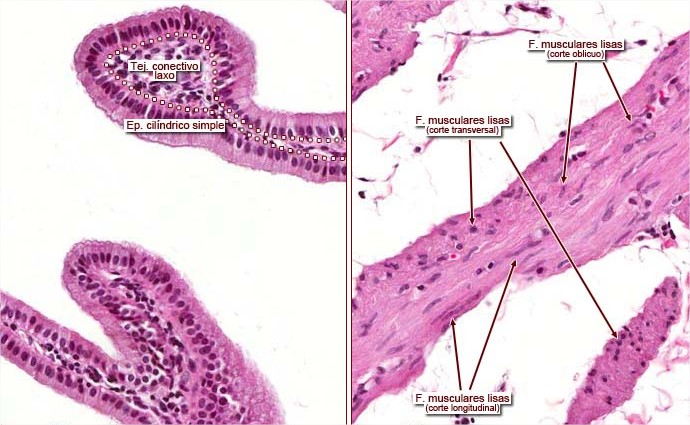 Tej. conectivo
laxo
Ep. cilíndrico simple
F. musculares lisas
(corte oblicuo)
F. musculares lisas
(corte transversal)
F. musculares lisas
(corte longitudinal)